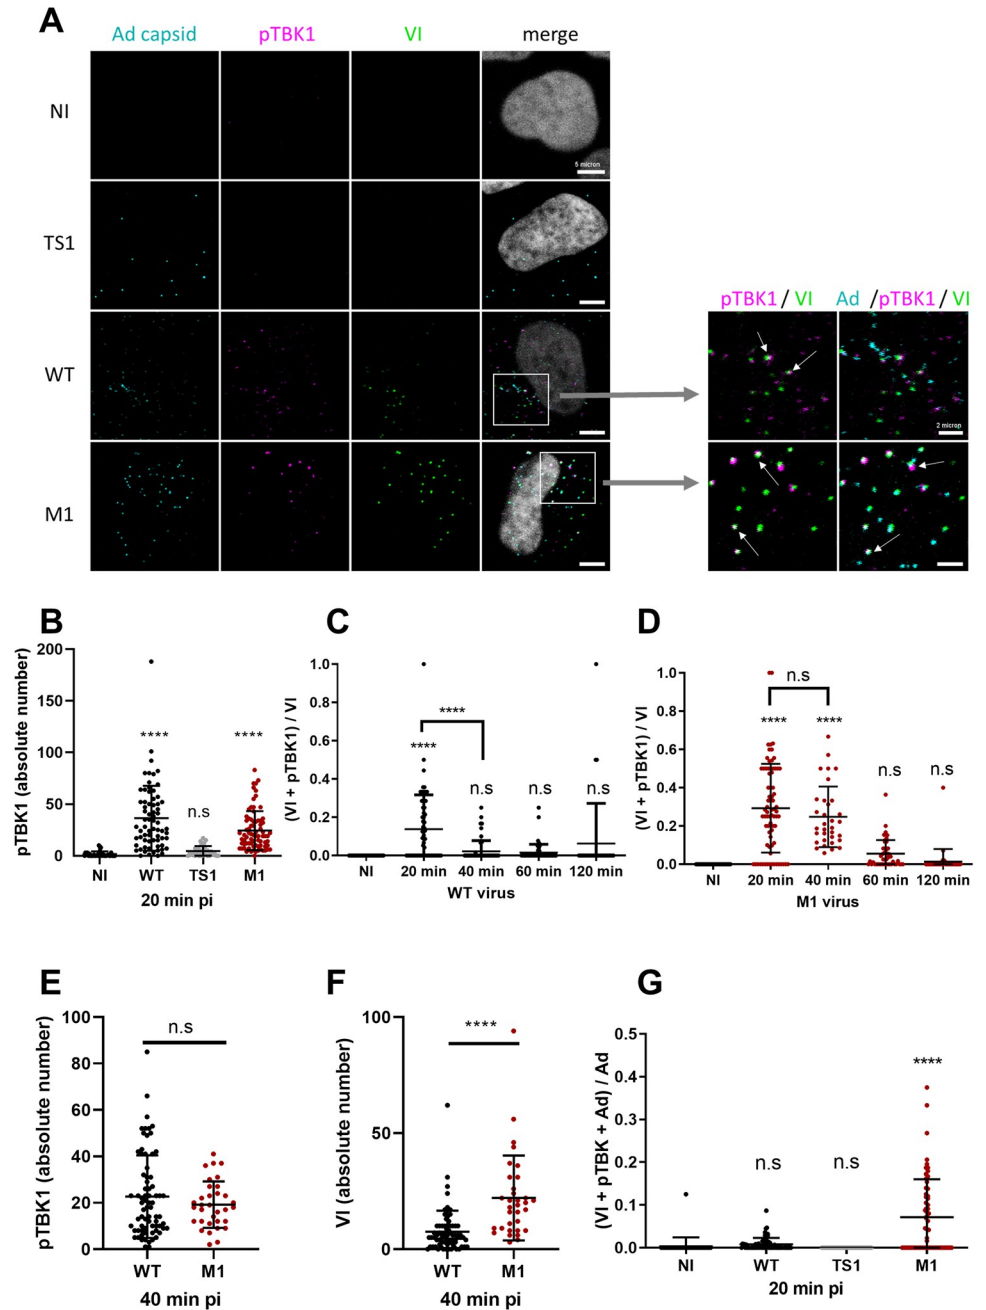 A
Ad capsid pTBK1 VI merge
NI
5 micron
TS1
pTBK1 / VI Ad / pTBK1 / VI
WT
2 micron
M1
B
pTBK1 (absolute number)
200
150
100
50
0
**** n.s ****
NI WT TS1 M1
20 min pi
C
(VI + pTBK1) / VI
1.0
0.8
0.6
0.4
0.2
0.0
****
**** n.s n.s n.s
NI 20 min 40 min 60 min 120 min
WT virus
D
(VI + pTBK1) / VI
1.0
0.8
0.6
0.4
0.2
0.0
n.s
**** **** n.s n.s
NI 20 min 40 min 60 min 120 min
M1 virus
E
pTBK1 (absolute number)
100
80
60
40
20
0
n.s
WT M1
40 min pi
F
VI (absolute number)
100
50
0
****
WT M1
40 min pi
G
(VI + pTBK + Ad) / Ad
0.5
0.4
0.3
0.2
0.1
0.0
n.s n.s ****
NI WT TS1 M1
20 min pi